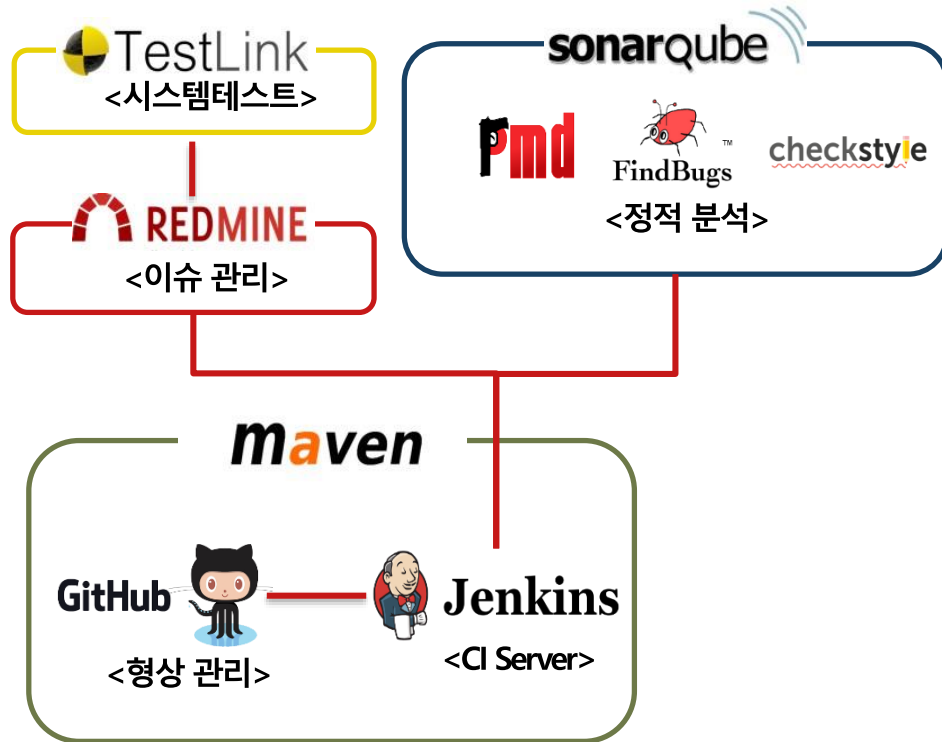 TestLink
<시스템테스트>
sonarqube
Pmd
FindBugs™
checkstyle
<정적 분석>
REDMINE
<이슈 관리>
maven
GitHub
Jenkins
<형상 관리>
<CI Server>